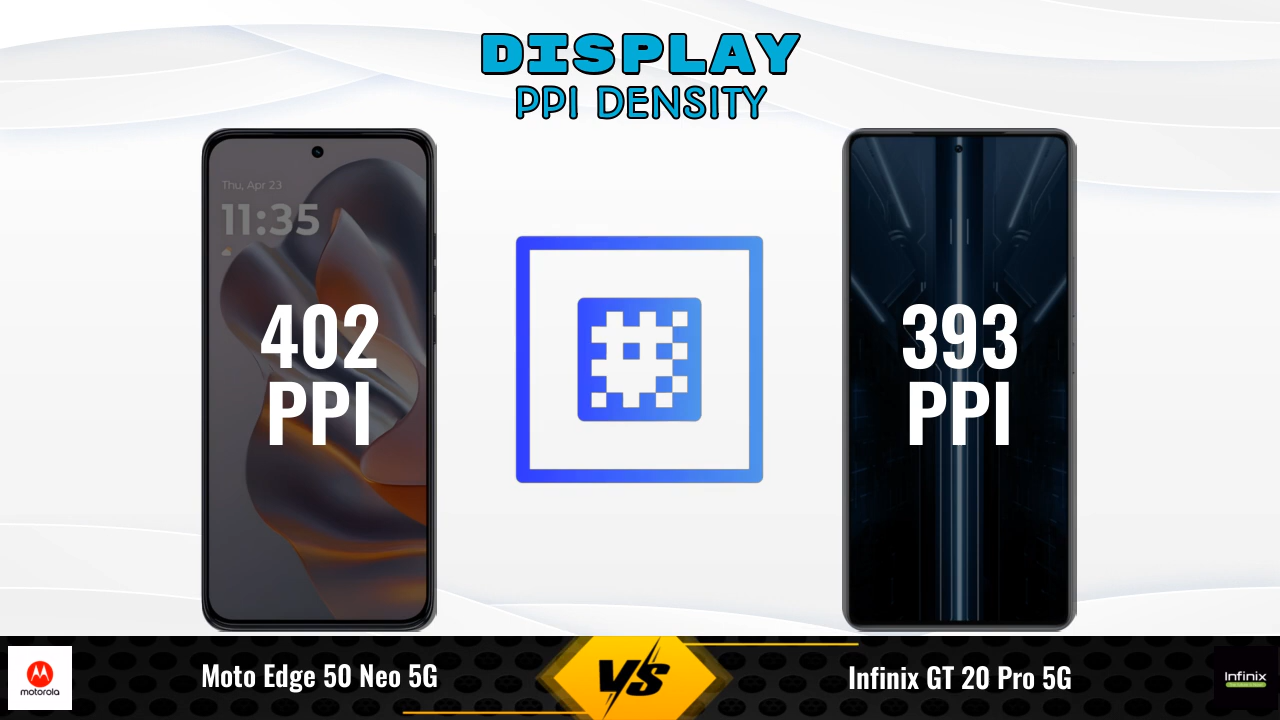 DISPLAY
PPI DENSITY
Thu, Apr 23
11:35
402
PPI
393
PPI
motorola
Moto Edge 50 Neo 5G
VS
Infinix GT 20 Pro 5G
Infinix